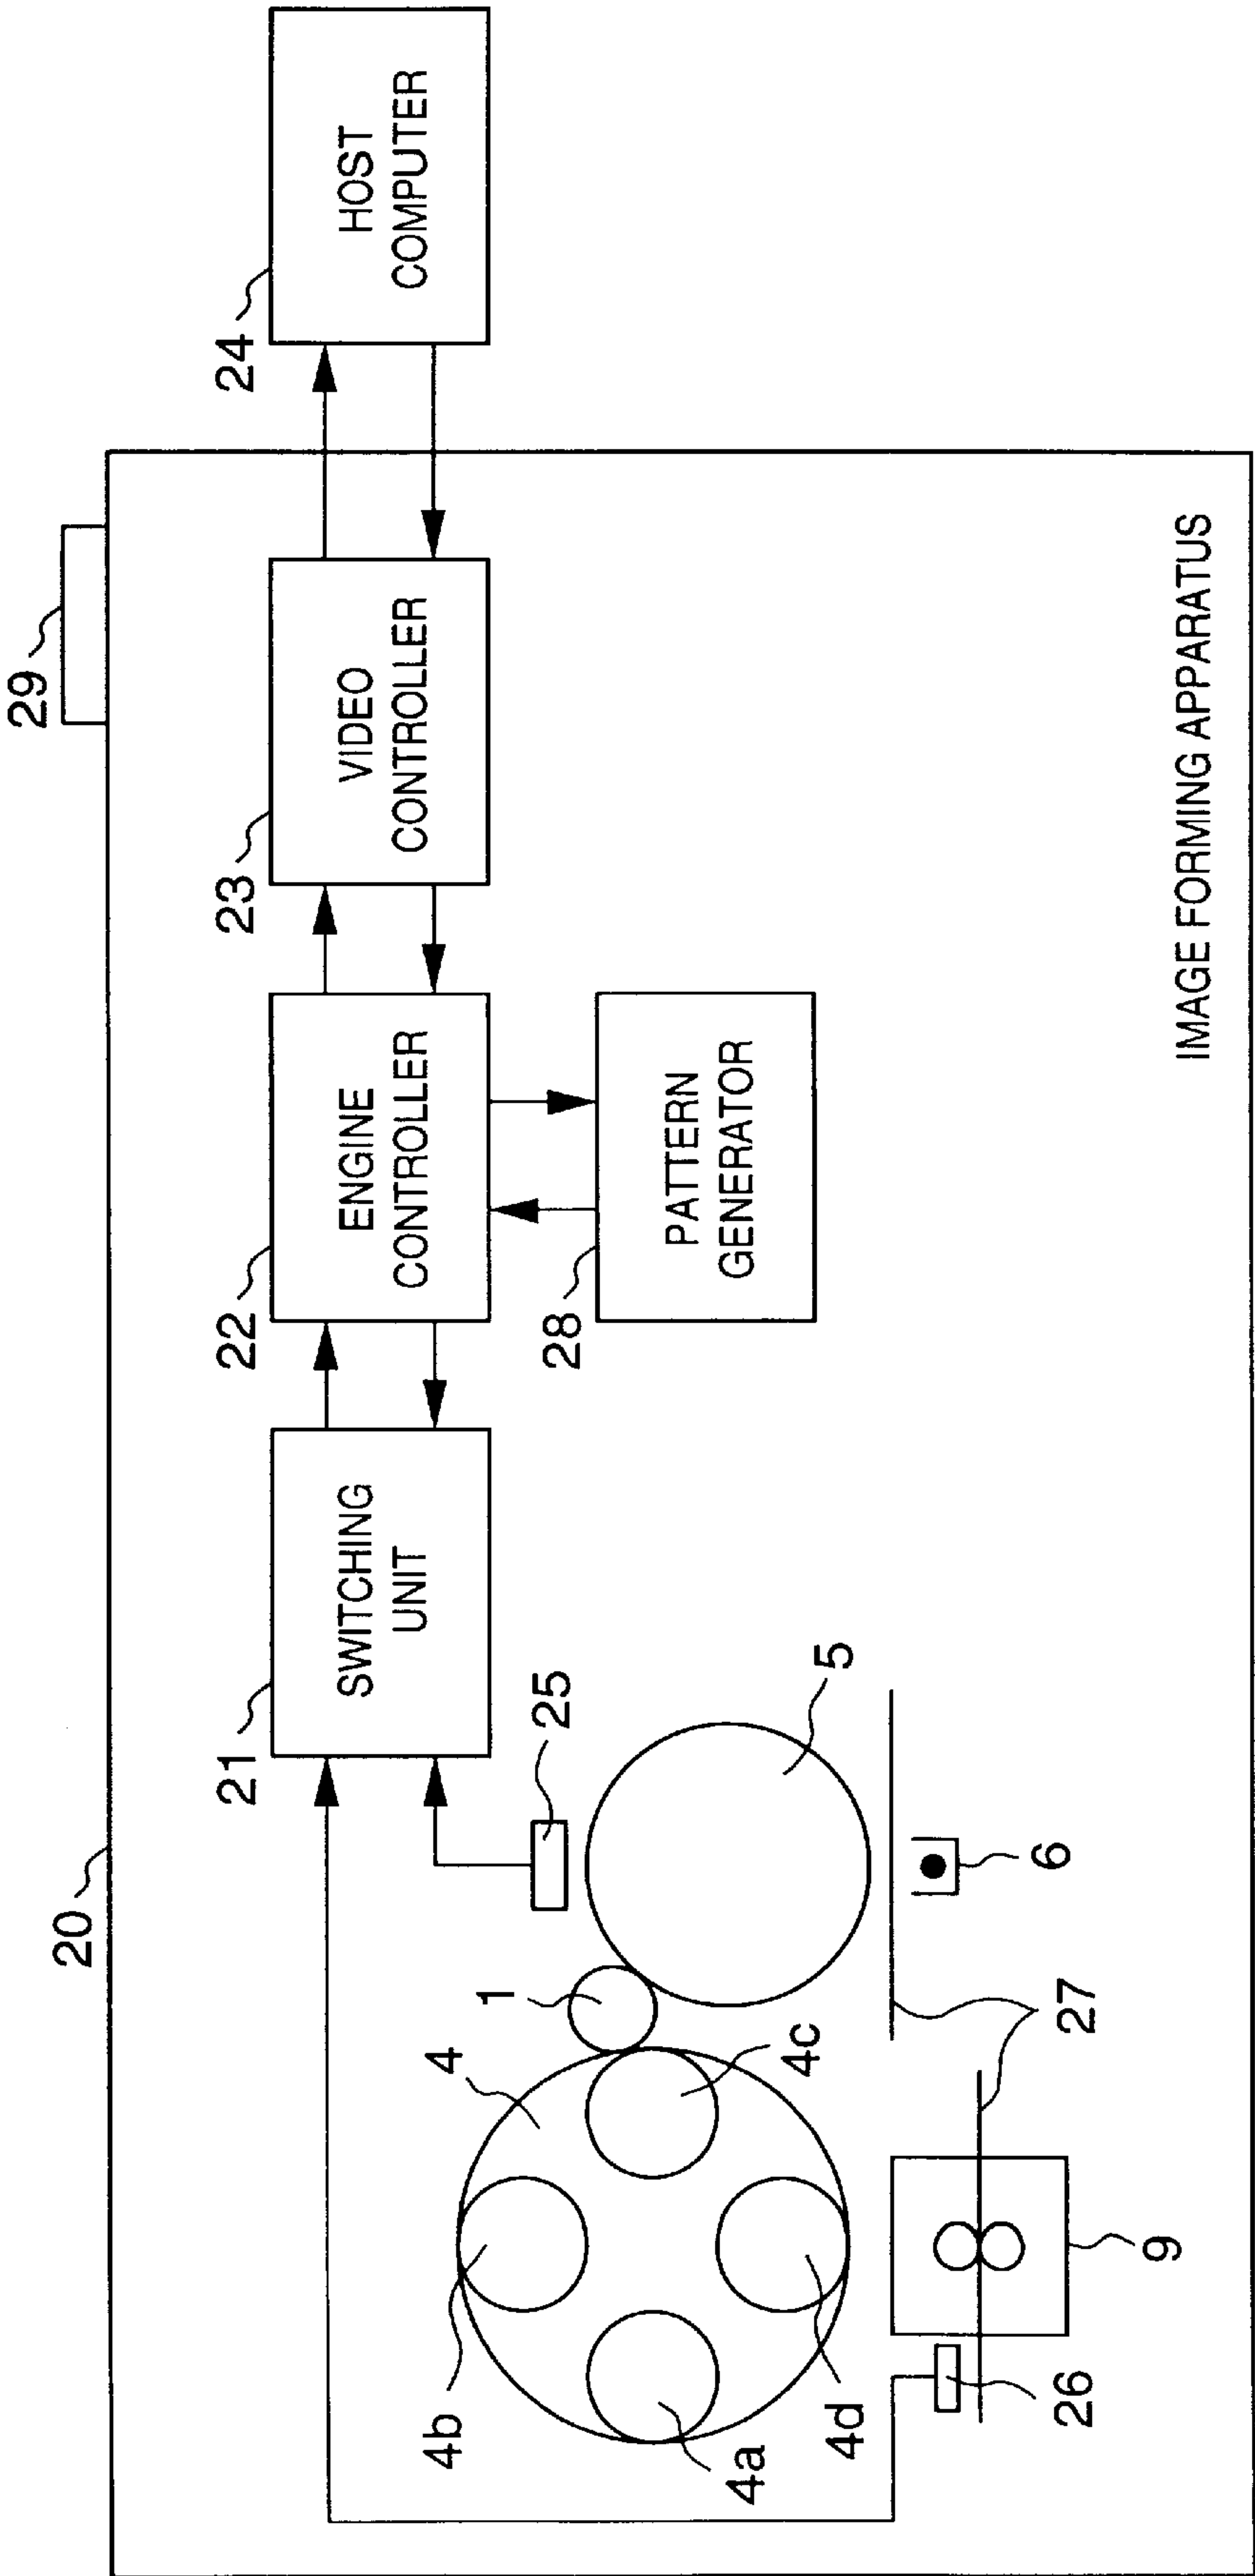 29
20
24
HOST
COMPUTER
23
VIDEO
CONTROLLER
22
ENGINE
CONTROLLER
21
SWITCHING
UNIT
28
PATTERN
GENERATOR
25
1
4
4b
4c
4a
4d
5
6
27
9
26
IMAGE FORMING APPARATUS